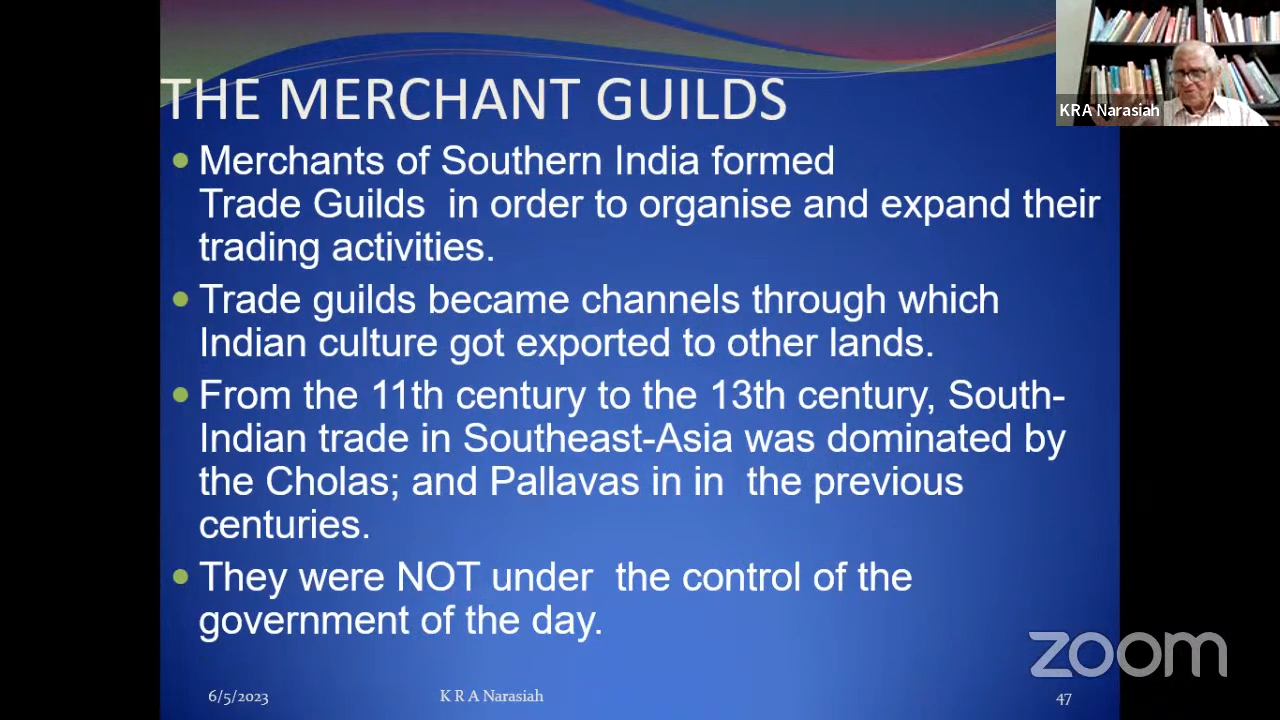 THE MERCHANT GUILDS
KRA Narasiah
Merchants of Southern India formed
Trade Guilds in order to organise and expand their
trading activities.
Trade guilds became channels through which
Indian culture got exported to other lands.
From the 11th century to the 13th century, South-
Indian trade in Southeast-Asia was dominated by
the Cholas; and Pallavas in in the previous
centuries.
They were NOT under the control of the
government of the day.
zoom
6/5/2023
K R A Narasiah
47